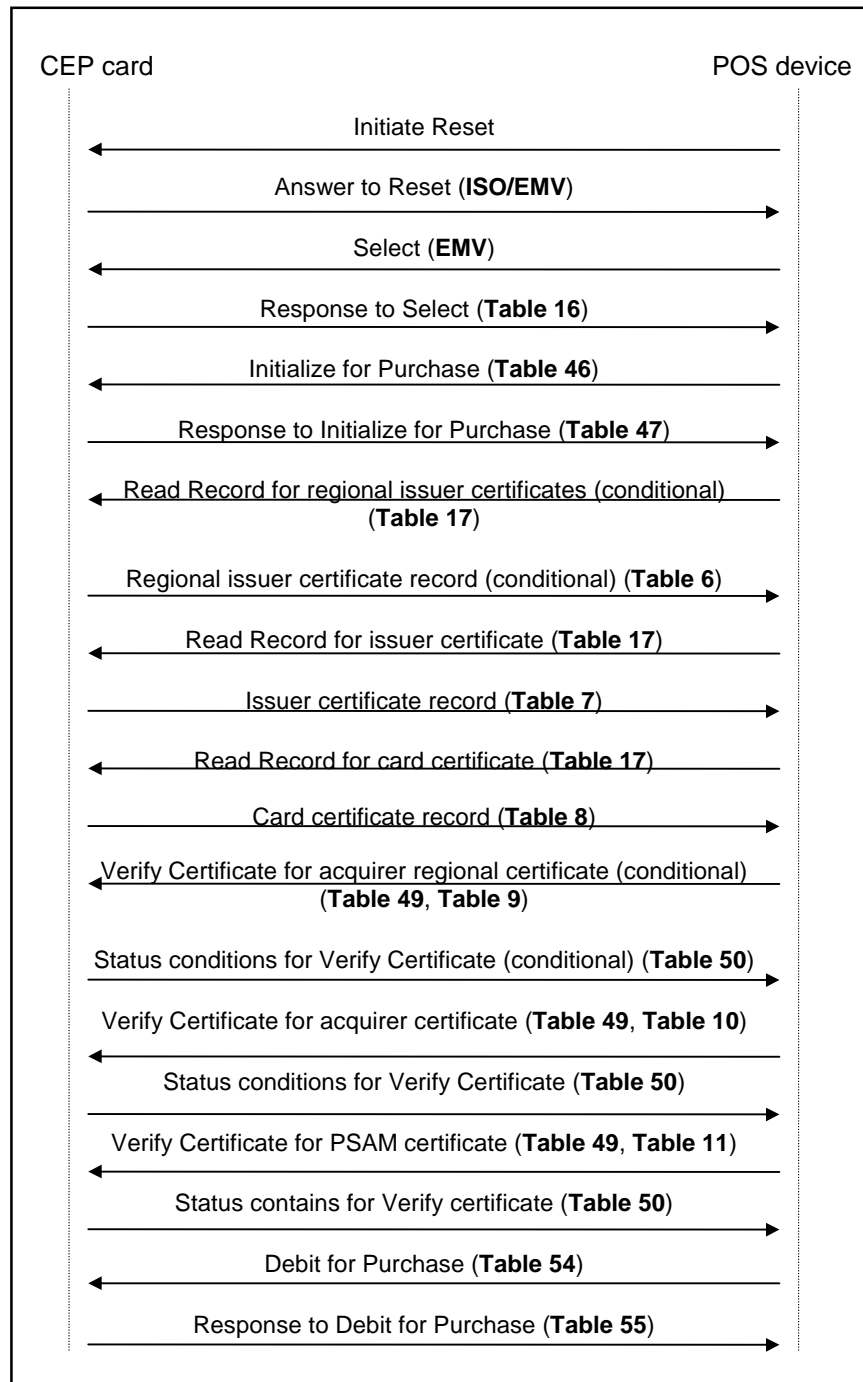 CEP card POS device
Initiate Reset
Answer to Reset (ISO/EMV)
Select (EMV)
Response to Select (Table 16)
Initialize for Purchase (Table 46)
Response to Initialize for Purchase (Table 47)
Read Record for regional issuer certificates (conditional)
(Table 17)
Regional issuer certificate record (conditional) (Table 6)
Read Record for issuer certificate (Table 17)
Issuer certificate record (Table 7)
Read Record for card certificate (Table 17)
Card certificate record (Table 8)
Verify Certificate for acquirer regional certificate (conditional)
(Table 49, Table 9)
Status conditions for Verify Certificate (conditional) (Table 50)
Verify Certificate for acquirer certificate (Table 49, Table 10)
Status conditions for Verify Certificate (Table 50)
Verify Certificate for PSAM certificate (Table 49, Table 11)
Status contains for Verify certificate (Table 50)
Debit for Purchase (Table 54)
Response to Debit for Purchase (Table 55)